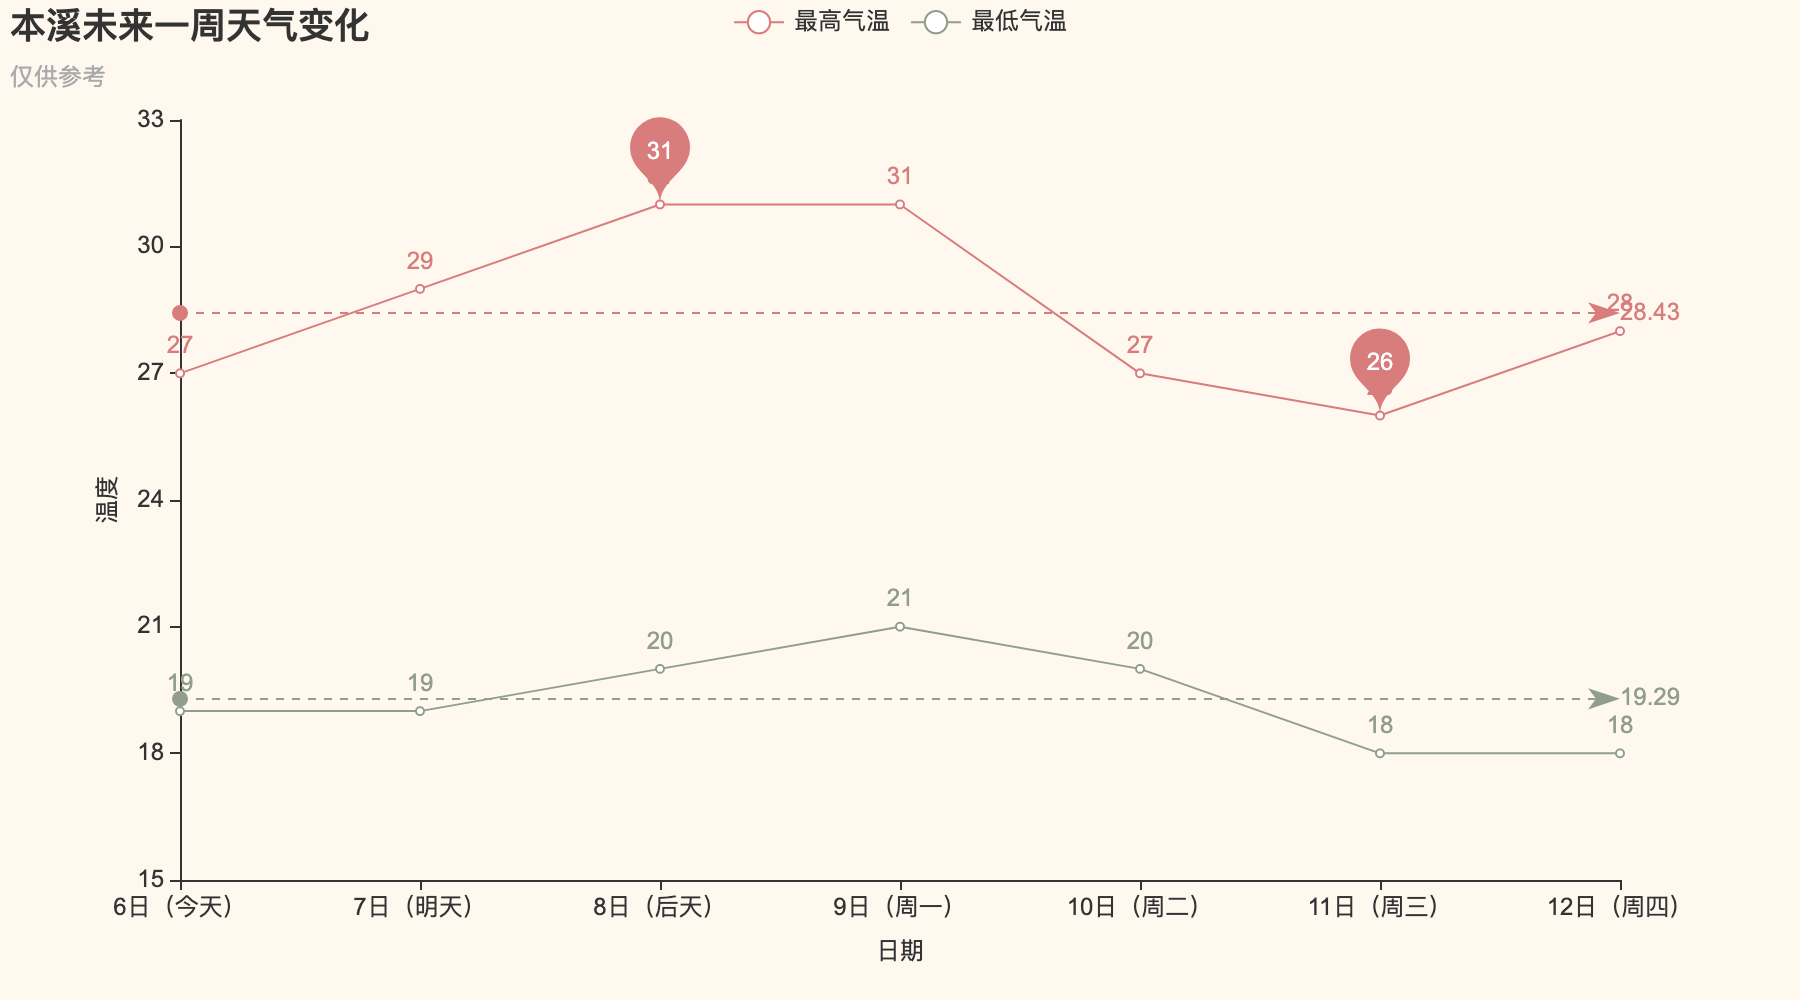 本溪未来一周天气变化
仅供参考
最高气温 最低气温
33
30
27
24
21
18
15
温度
27
29
31
31
27
26
28
28.43
19
19
20
21
20
18
18
19.29
6日（今天）
7日（明天）
8日（后天）
9日（周一）
10日（周二）
11日（周三）
12日（周四）
日期